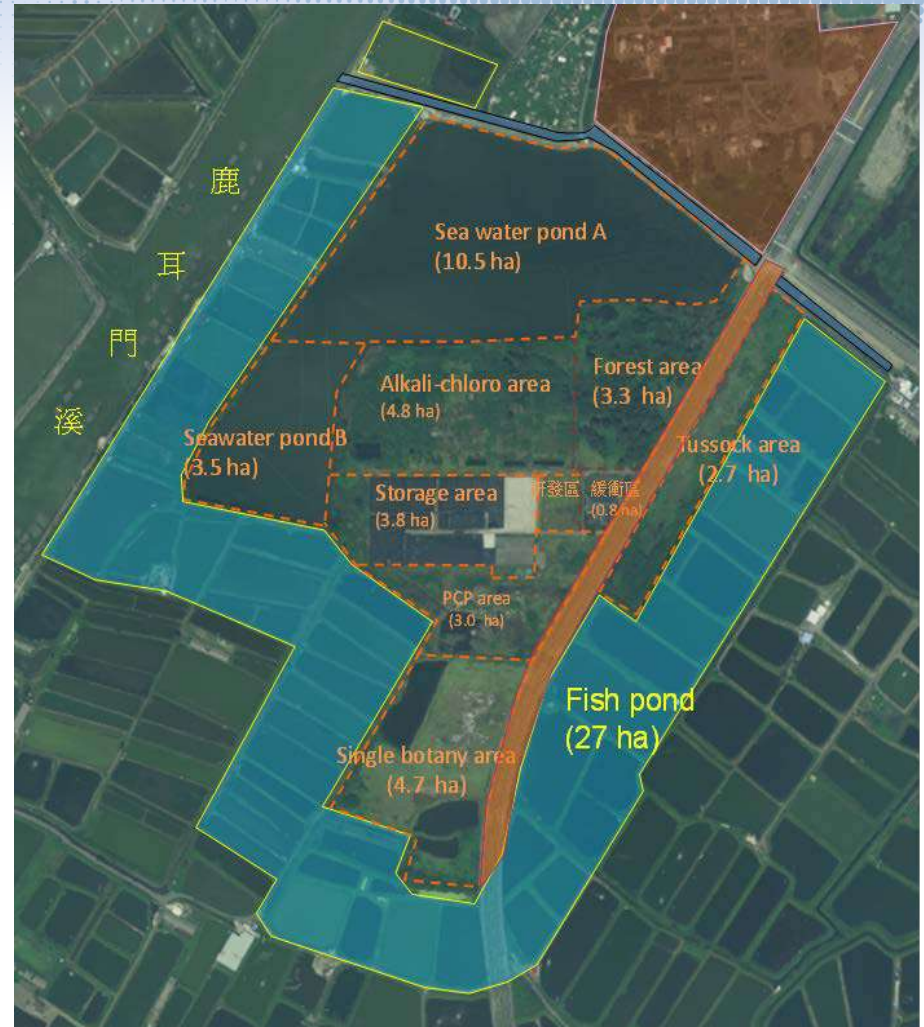 鹿
耳
門
溪
Sea water pond A
(10.5 ha)
Alkali-chloro area
(4.8 ha)
Forest area
(3.3 ha)
Seawater pond B
(3.5 ha)
Tussock area
(2.7 ha)
Storage area
(3.8 ha)
研發區
緩衝區
(0.8 ha)
PCP area
(3.0 ha)
Fish pond
(27 ha)
Single botany area
(4.7 ha)